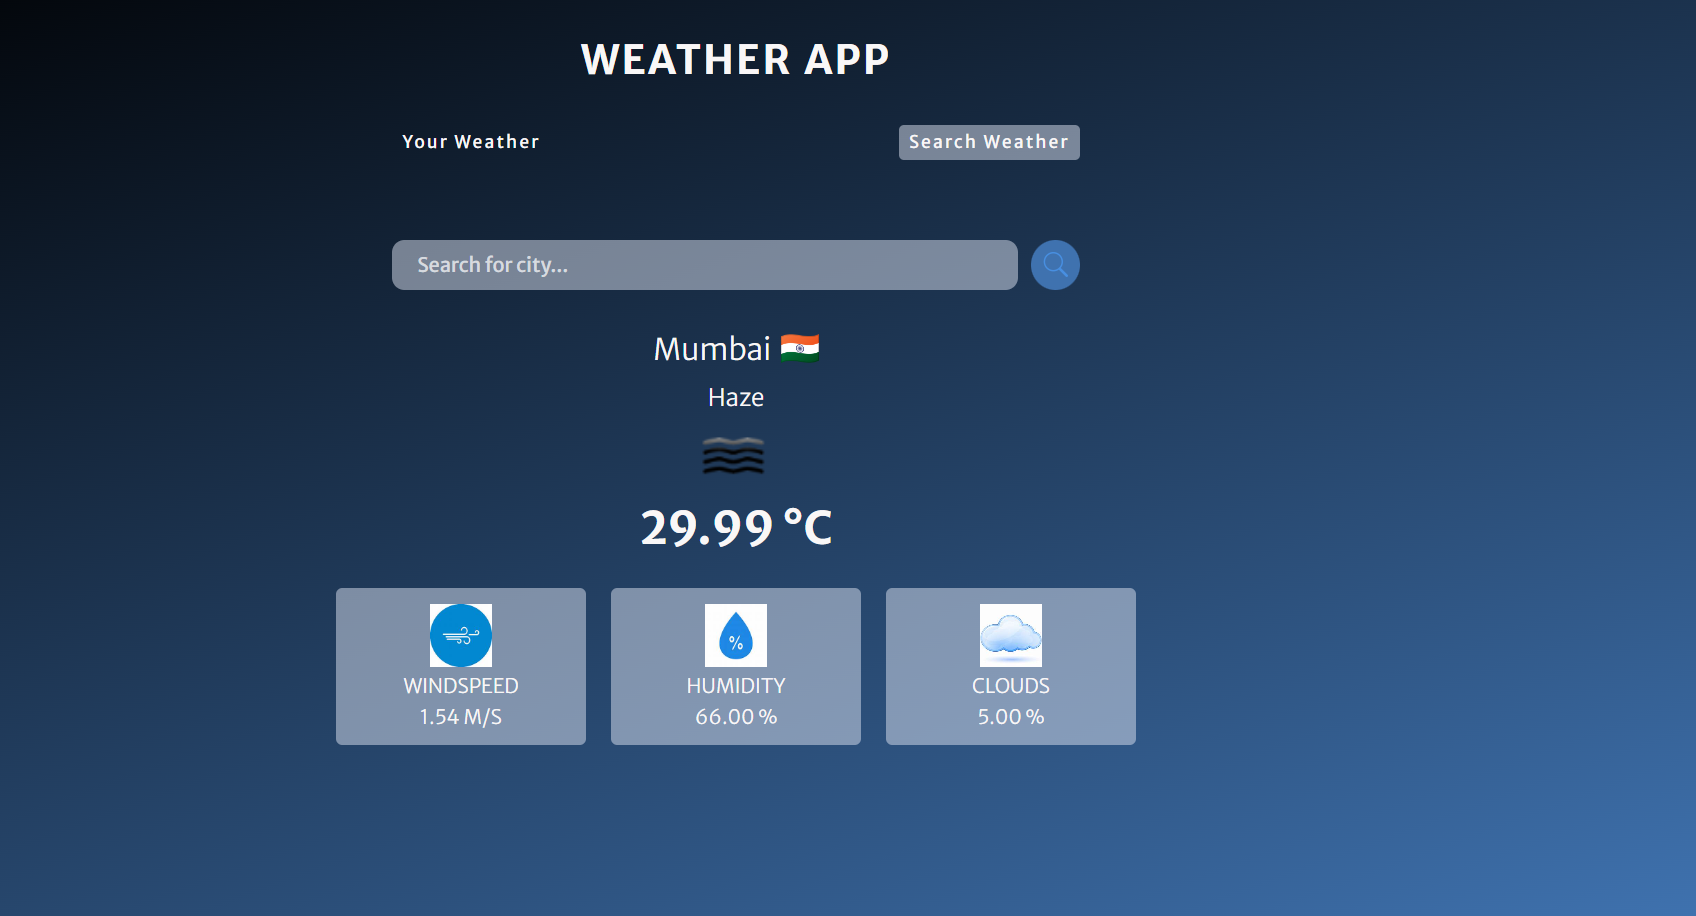 WEATHER APP
Your Weather
Search Weather
Search for city...
Mumbai
Haze
29.99 °C
%
WINDSPEED
1.54 M/S
HUMIDITY
66.00 %
CLOUDS
5.00 %